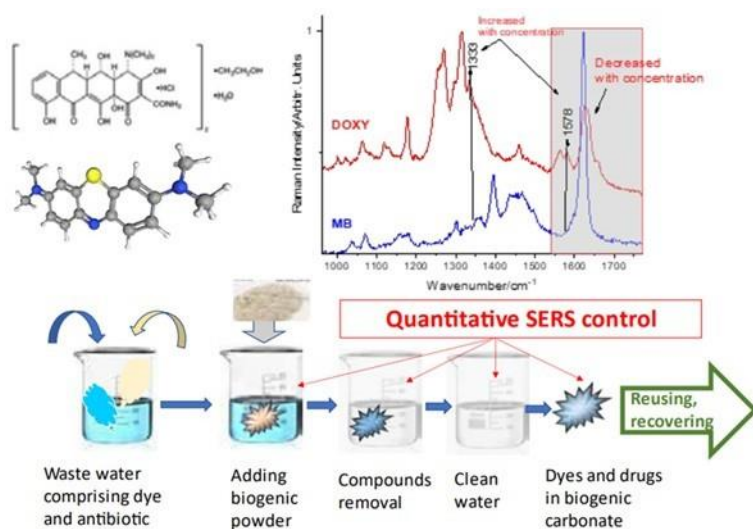 CH₃
OH
N(CH₃)₂
OH
•HCl
CONH₂
OH
O
OH
O
•CH₃CH₂OH
•H₂O
2
Raman Intensity/Arbitr. Units
1
Increased
with concentration
1333
Decreased
with concentration
DOXY
1578
MB
1000 1100 1200 1300 1400 1500 1600 1700
Wavenumber/cm⁻¹
Quantitative SERS control
Reusing,
recovering
Waste water
comprising dye
and antibiotic
Adding
biogenic
powder
Compounds
removal
Clean
water
Dyes and drugs
in biogenic
carbonate